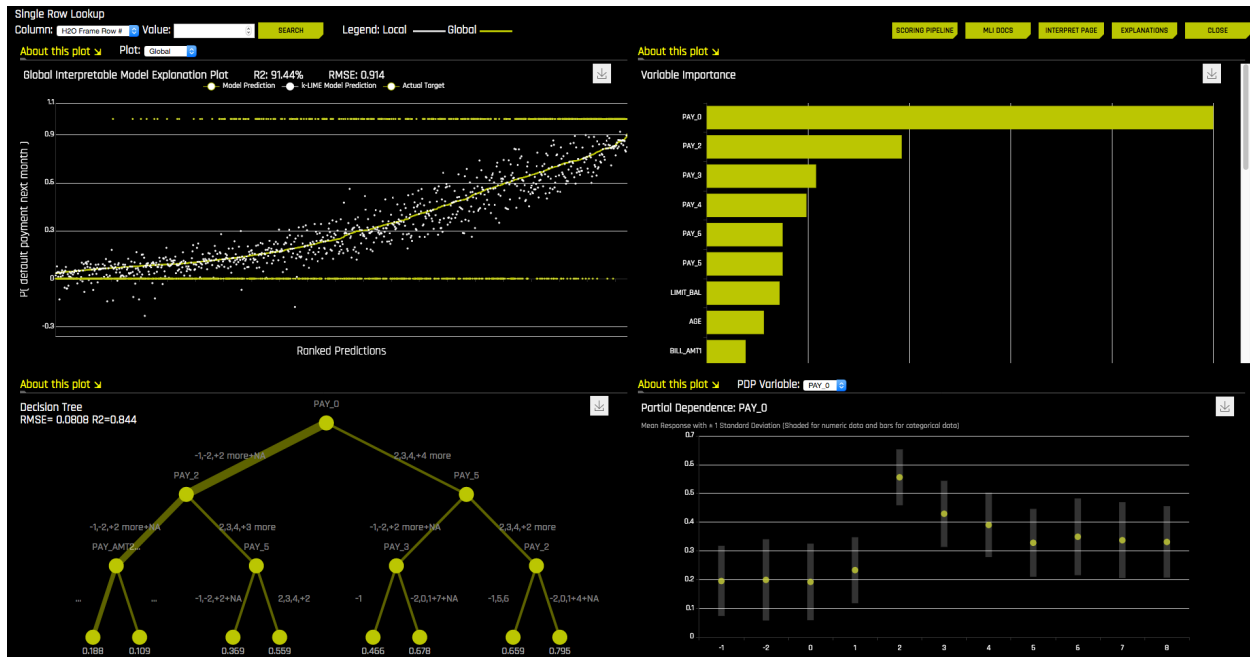 Single Row Lookup
Column: H2O Frame Row # Value: SEARCH Legend: Local Global SCORING PIPELINE MLI DOCS INTERPRET PAGE EXPLANATIONS CLOSE
About this plot Plot: Global
Global Interpretable Model Explanation Plot R2: 91.44% RMSE: 0.914
Model Prediction k-LIME Model Prediction Actual Target
1.1
0.9
0.6
0.3
0
-0.3
P( default payment next month )
Ranked Predictions
About this plot
Variable Importance
PAY_0
PAY_2
PAY_3
PAY_4
PAY_6
PAY_5
LIMIT_BAL
AGE
BILL_AMT1
About this plot
Decision Tree
RMSE= 0.0808 R2=0.844
PAY_0
-1,-2,+2 more+NA 2,3,4,+4 more
PAY_2 PAY_5
-1,-2,+2 more+NA 2,3,4,+3 more -1,-2,+2 more+NA 2,3,4,+2 more
PAY_AMT2... PAY_5 PAY_3 PAY_2
... ... -1,-2,+2+NA 2,3,4,+2 -1 -2,0,1+7+NA -1,5,6 -2,0,1+4+NA
0.188 0.109 0.369 0.559 0.466 0.678 0.659 0.795
About this plot PDP Variable: PAY_0
Partial Dependence: PAY_0
Mean Response with ± 1 Standard Deviation (Shaded for numeric data and bars for categorical data)
0.7
0.6
0.5
0.4
0.3
0.2
0.1
0
-1 -2 0 1 2 3 4 5 6 7 8